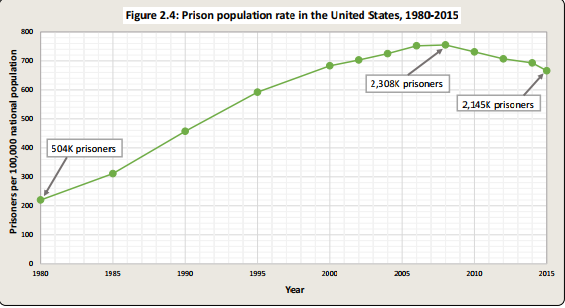 Figure 2.4: Prison population rate in the United States, 1980-2015
Prisoners per 100,000 national population
800
700
600
500
400
300
200
100
0
504K prisoners
2,308K prisoners
2,145K prisoners
1980 1985 1990 1995 2000 2005 2010 2015
Year